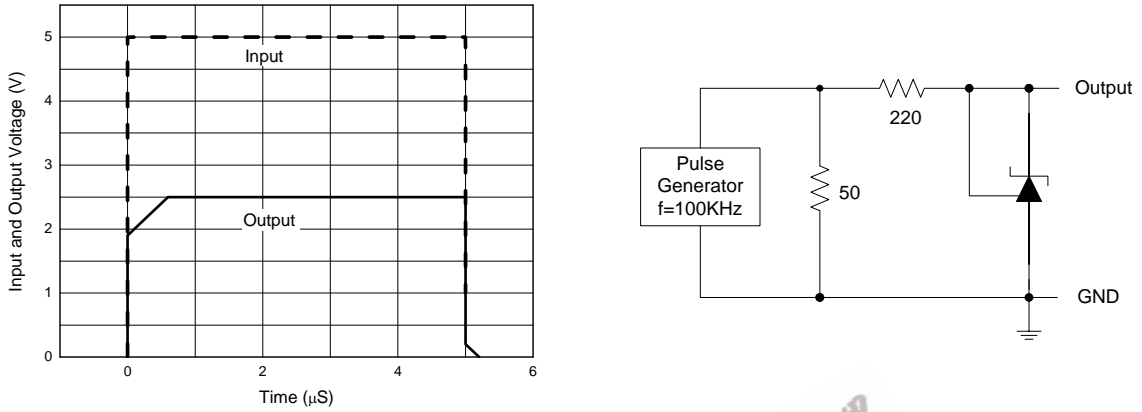 Input and Output Voltage (V)
5
4
3
2
1
0
Input
Output
0
2
4
6
Time (μS)
Pulse
Generator
f=100KHz
50
220
Output
GND